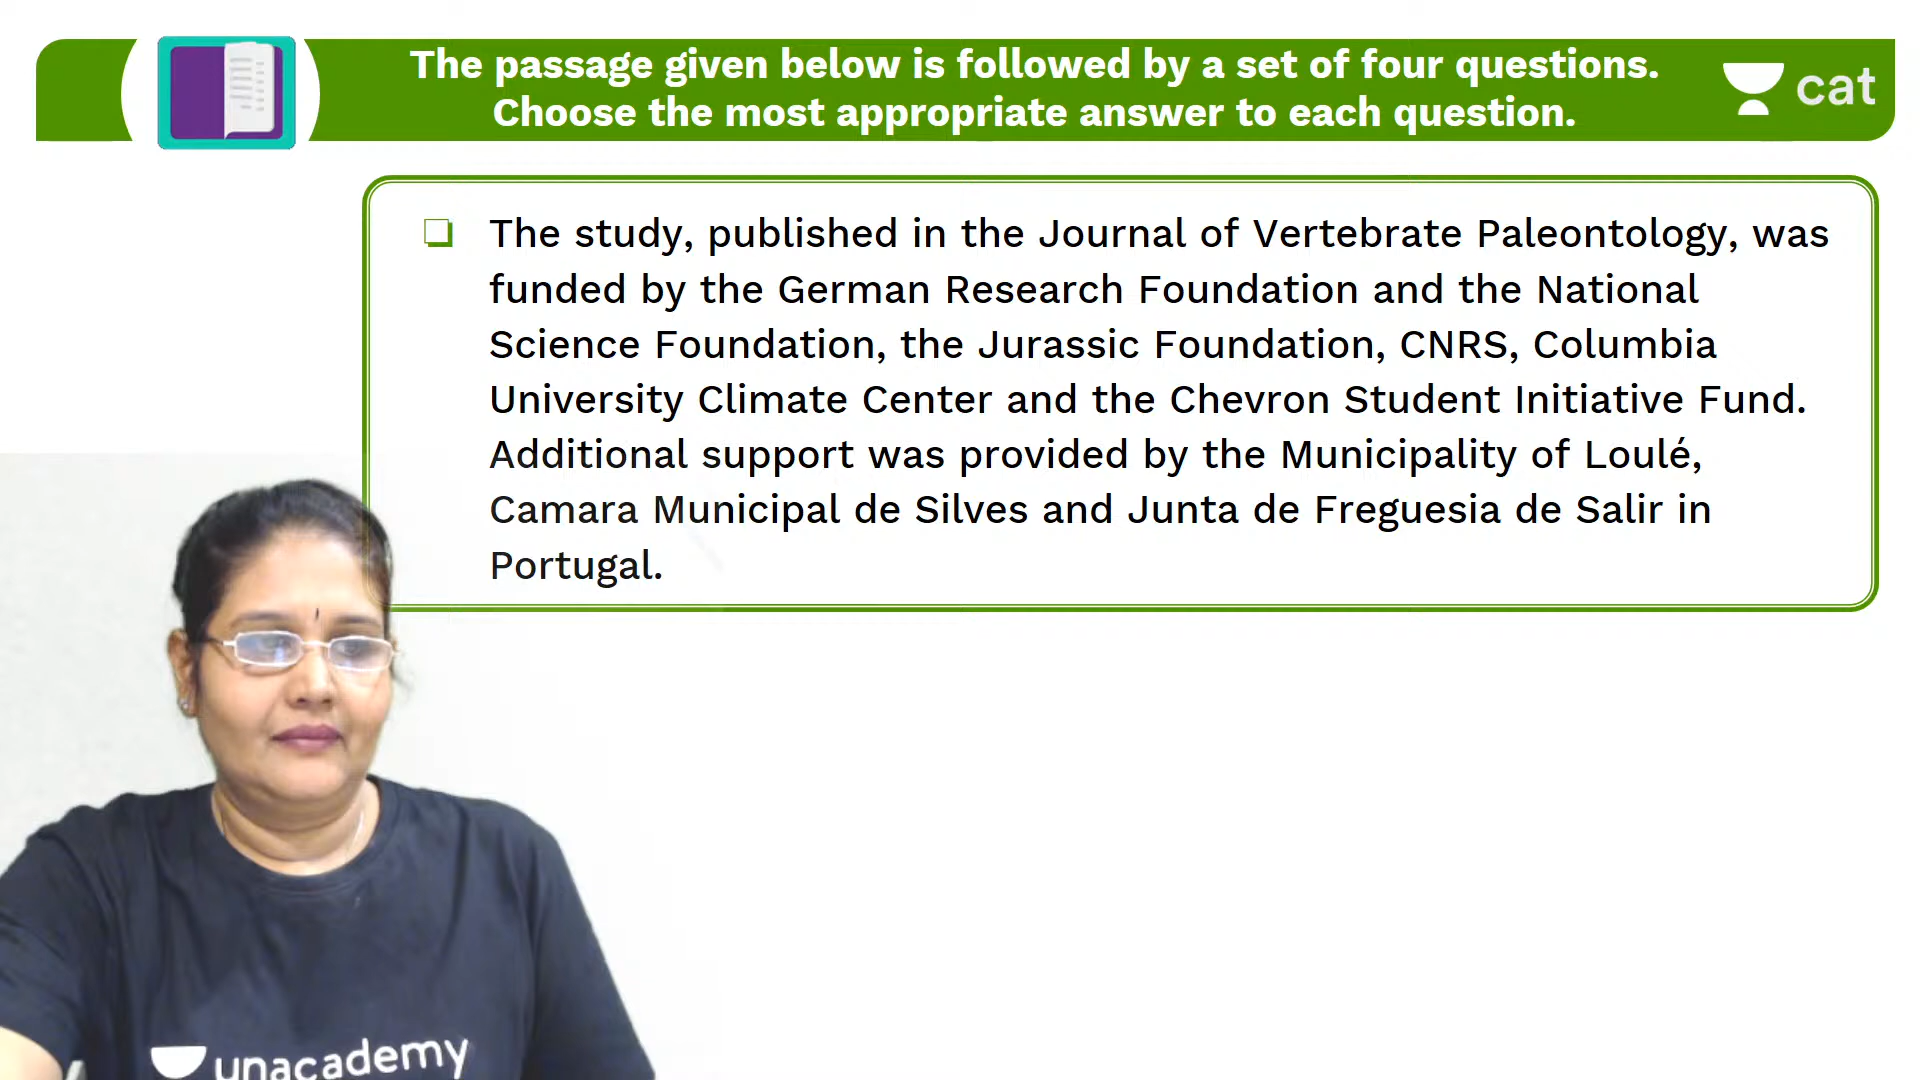 The passage given below is followed by a set of four questions.
Choose the most appropriate answer to each question.
cat
The study, published in the Journal of Vertebrate Paleontology, was
funded by the German Research Foundation and the National
Science Foundation, the Jurassic Foundation, CNRS, Columbia
University Climate Center and the Chevron Student Initiative Fund.
Additional support was provided by the Municipality of Loulé,
Camara Municipal de Silves and Junta de Freguesia de Salir in
Portugal.
unacademy